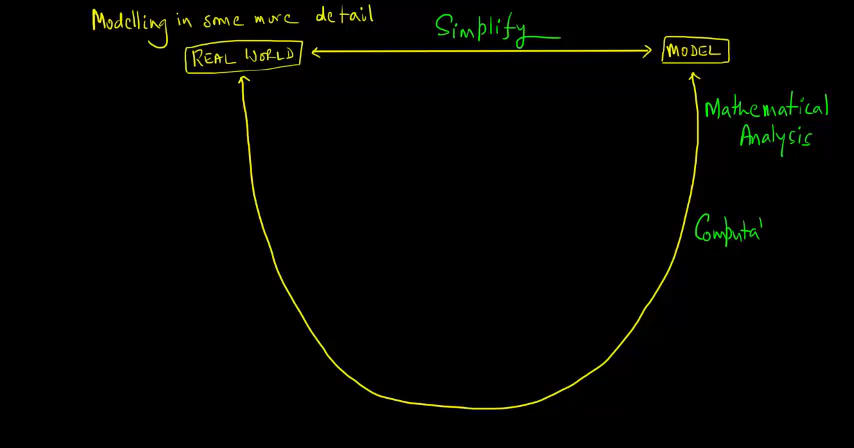 Modelling in some more detail
Simplify
REAL WORLD
MODEL
Mathematical
Analysis
Computa